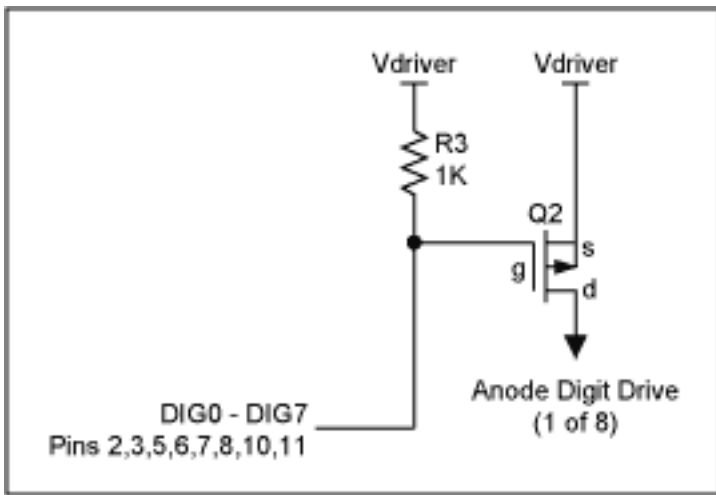 Vdriver
Vdriver
R3
1K
Q2
s
g
d
Anode Digit Drive
(1 of 8)
DIG0 - DIG7
Pins 2,3,5,6,7,8,10,11